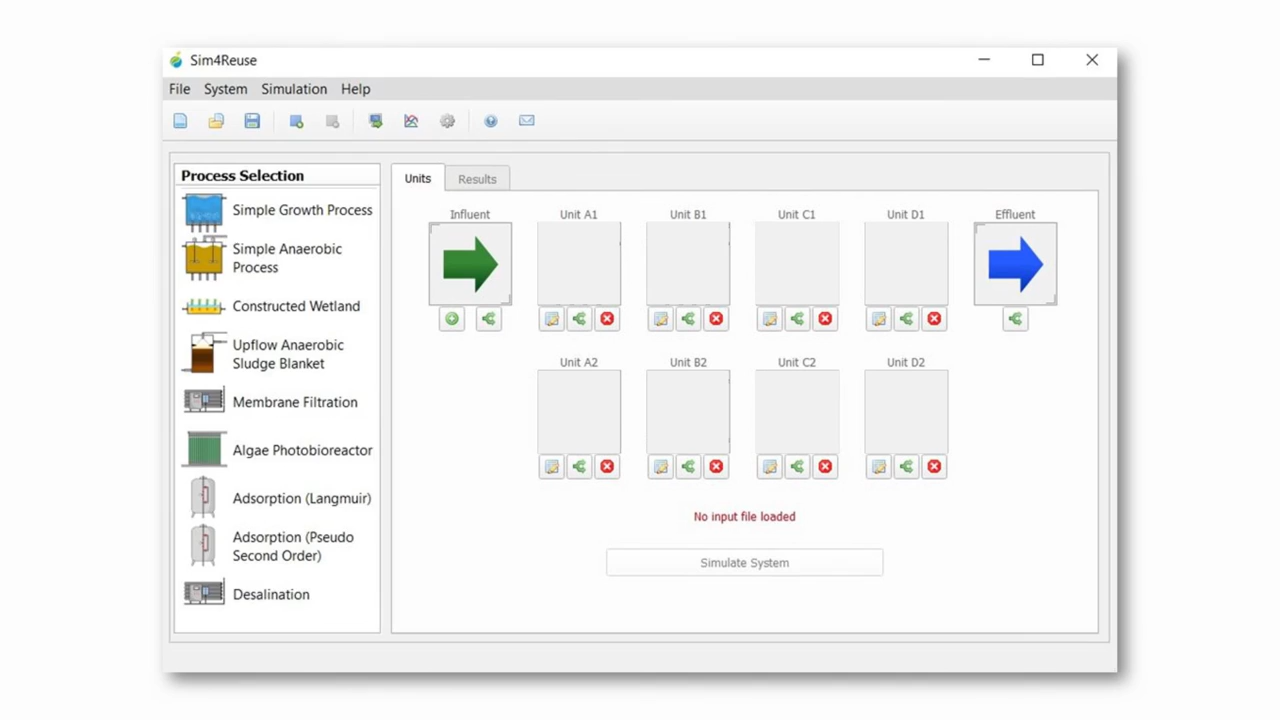 Sim4Reuse
File System Simulation Help
Process Selection
Simple Growth Process
Simple Anaerobic
Process
Constructed Wetland
Upflow Anaerobic
Sludge Blanket
Membrane Filtration
Algae Photobioreactor
Adsorption (Langmuir)
Adsorption (Pseudo
Second Order)
Desalination
Units Results
Influent Unit A1 Unit B1 Unit C1 Unit D1 Effluent
Unit A2 Unit B2 Unit C2 Unit D2
No input file loaded
Simulate System